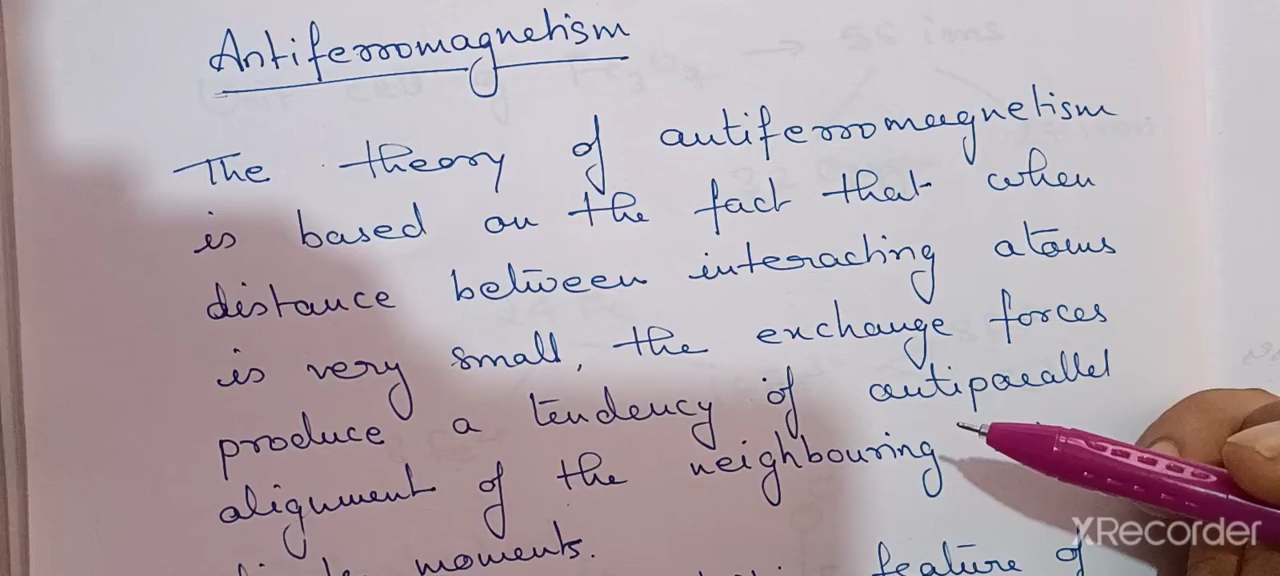 Antiferromagnetism
The theory of antiferromagnetism
is based on the fact that when
distance between interacting atoms
is very small, the exchange forces
produce a tendency of antiparallel
alignment of the neighbouring
moments.
feature of
XRecorder